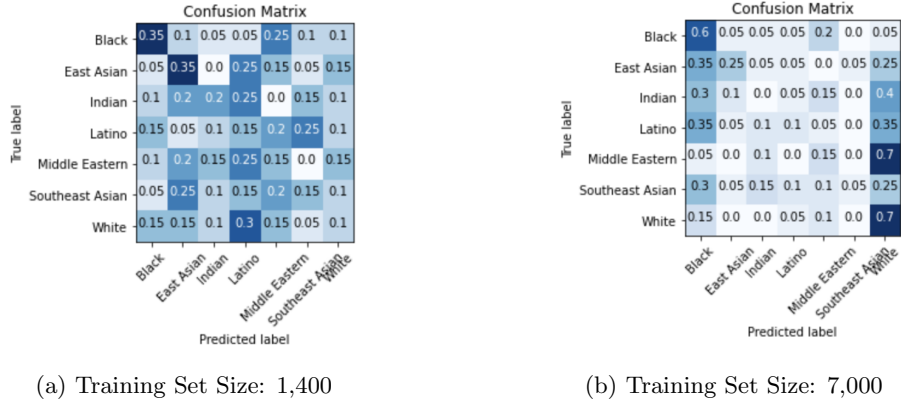 Confusion Matrix
Black 0.35 0.1 0.05 0.05 0.25 0.1 0.1
East Asian 0.05 0.35 0.0 0.25 0.15 0.05 0.15
Indian 0.1 0.2 0.2 0.25 0.0 0.15 0.1
Latino 0.15 0.05 0.1 0.15 0.2 0.25 0.1
Middle Eastern 0.1 0.2 0.15 0.25 0.15 0.0 0.15
Southeast Asian 0.05 0.25 0.1 0.15 0.2 0.15 0.1
White 0.15 0.15 0.1 0.3 0.15 0.05 0.1
True label
Black East Asian Indian Latino Middle Eastern Southeast Asian White
Predicted label
(a) Training Set Size: 1,400
Confusion Matrix
Black 0.6 0.05 0.05 0.05 0.2 0.0 0.05
East Asian 0.35 0.25 0.05 0.05 0.0 0.05 0.25
Indian 0.3 0.1 0.0 0.05 0.15 0.0 0.4
Latino 0.35 0.05 0.1 0.1 0.05 0.0 0.35
Middle Eastern 0.05 0.0 0.1 0.0 0.15 0.0 0.7
Southeast Asian 0.3 0.05 0.15 0.1 0.1 0.05 0.25
White 0.15 0.0 0.0 0.05 0.1 0.0 0.7
True label
Black East Asian Indian Latino Middle Eastern Southeast Asian White
Predicted label
(b) Training Set Size: 7,000